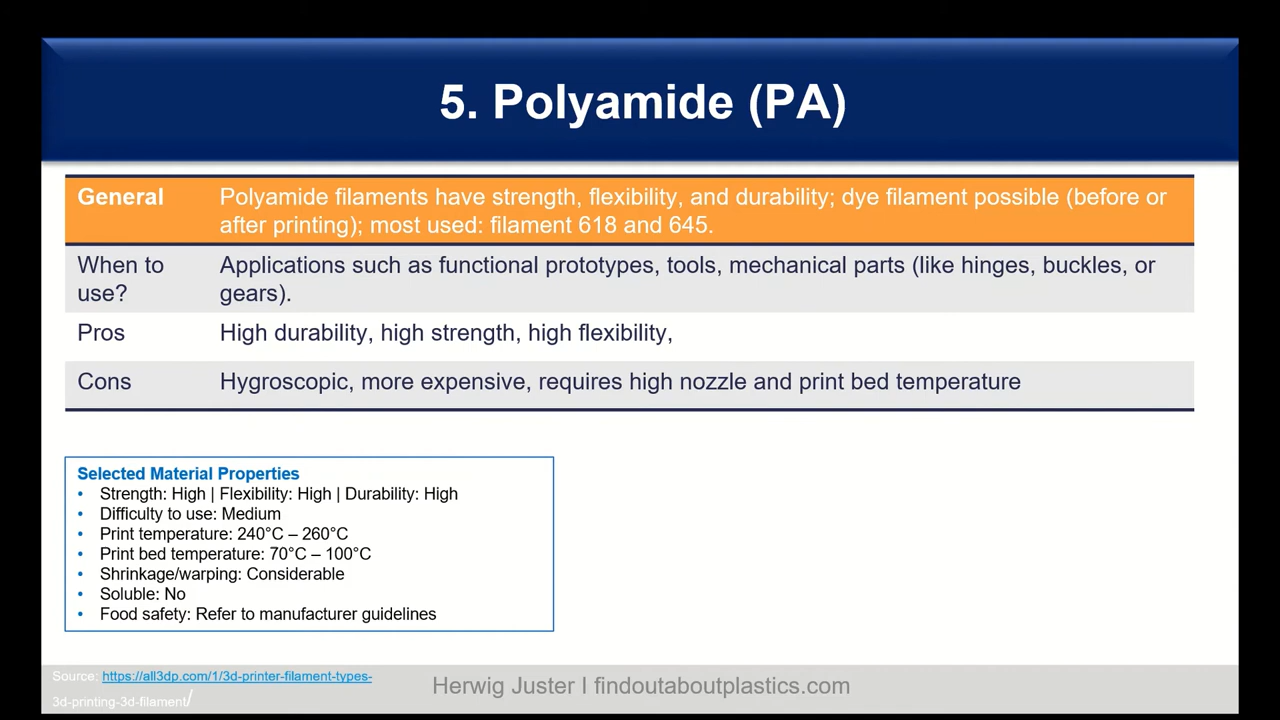 5. Polyamide (PA)
General
Polyamide filaments have strength, flexibility, and durability; dye filament possible (before or
after printing); most used: filament 618 and 645.
When to
use?
Applications such as functional prototypes, tools, mechanical parts (like hinges, buckles, or
gears).
Pros
High durability, high strength, high flexibility,
Cons
Hygroscopic, more expensive, requires high nozzle and print bed temperature
Selected Material Properties
• Strength: High | Flexibility: High | Durability: High
• Difficulty to use: Medium
• Print temperature: 240°C – 260°C
• Print bed temperature: 70°C – 100°C
• Shrinkage/warping: Considerable
• Soluble: No
• Food safety: Refer to manufacturer guidelines
Source: https://all3dp.com/1/3d-printer-filament-types-
3d-printing-3d-filament/
Herwig Juster I findoutaboutplastics.com